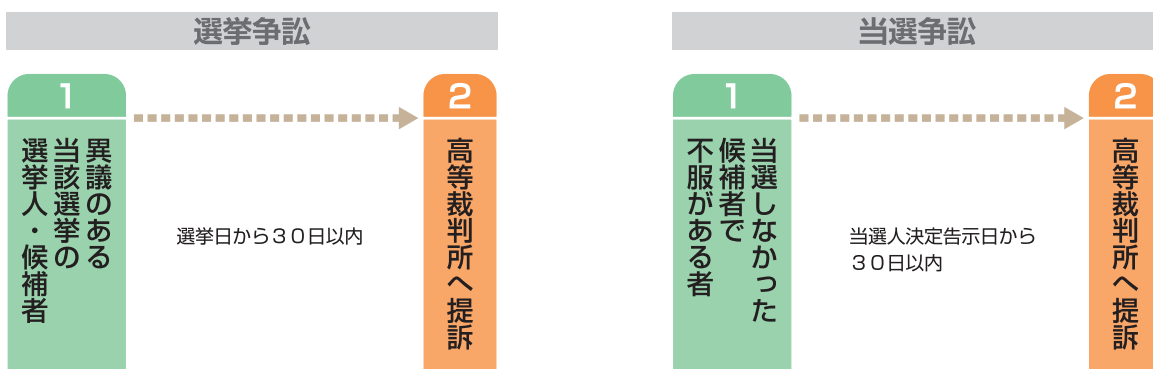 選挙争訟
1
異議のある
当該選挙の
選挙人・候補者
選挙日から３０日以内
2
高等裁判所へ提訴
当選争訟
1
当選しなかった
候補者で
不服がある者
当選人決定告示日から
３０日以内
2
高等裁判所へ提訴